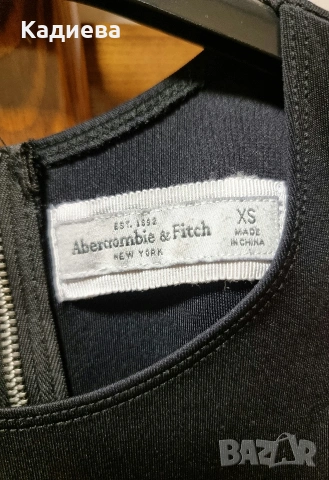 Кадиева
EST. 1892
Abercrombie & Fitch
NEW YORK
XS
MADE
IN CHINA
BAZAR